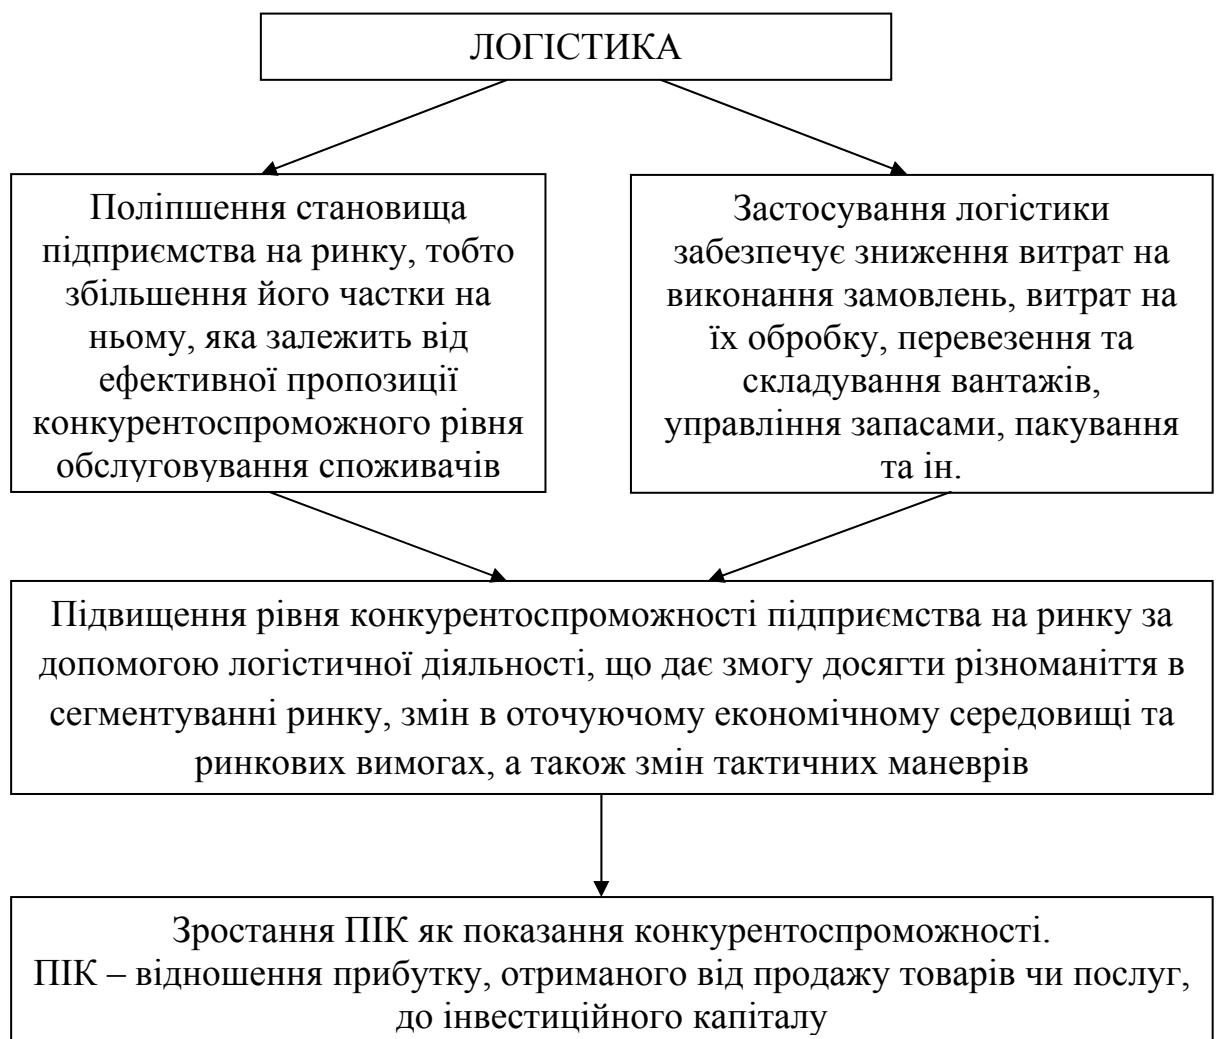 ЛОГІСТИКА
Поліпшення становища
підприємства на ринку, тобто
збільшення його частки на
ньому, яка залежить від
ефективної пропозиції
конкурентоспроможного рівня
обслуговування споживачів
Застосування логістики
забезпечує зниження витрат на
виконання замовлень, витрат на
їх обробку, перевезення та
складування вантажів,
управління запасами, пакування
та ін.
Підвищення рівня конкурентоспроможності підприємства на ринку за
допомогою логістичної діяльності, що дає змогу досягти різноманіття в
сегментуванні ринку, змін в оточуючому економічному середовищі та
ринкових вимогах, а також змін тактичних маневрів
Зростання ПІК як показання конкурентоспроможності.
ПІК – відношення прибутку, отриманого від продажу товарів чи послуг,
до інвестиційного капіталу